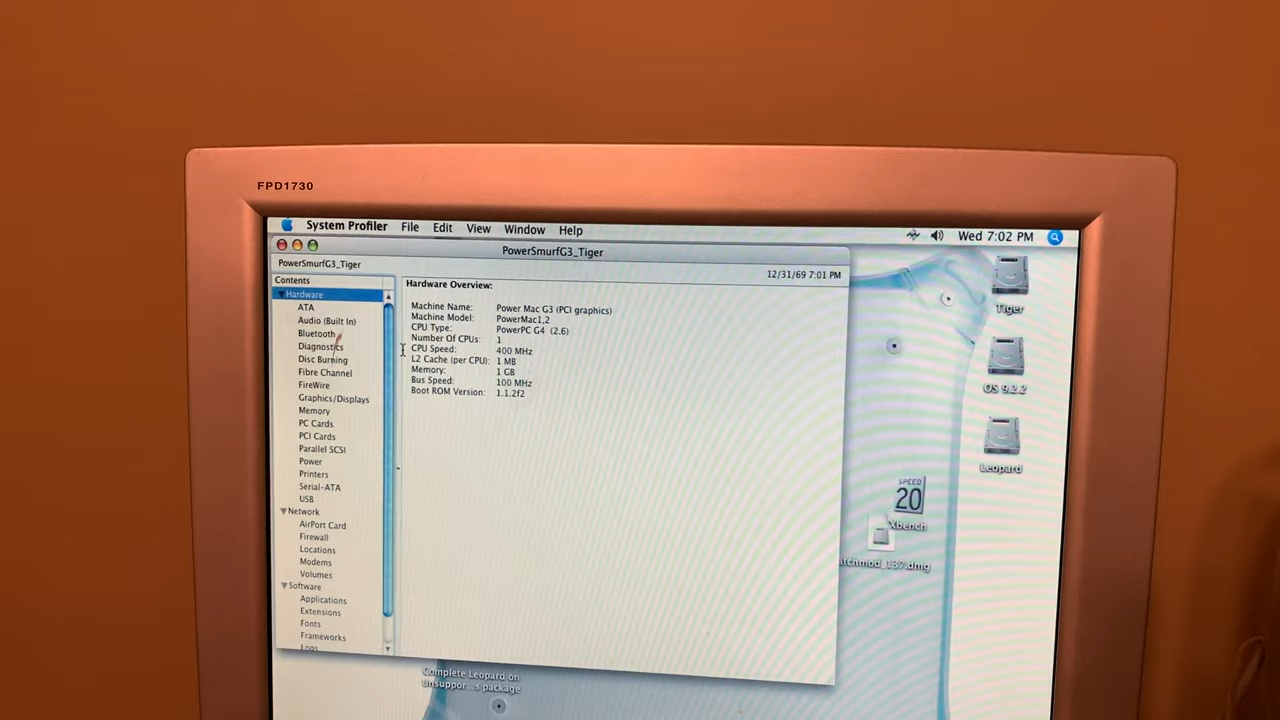 FPD1730
System Profiler File Edit View Window Help Wed 7:02 PM
PowerSmurfG3_Tiger
PowerSmurfG3_Tiger 12/31/69 7:01 PM
Contents
Hardware
ATA
Audio (Built In)
Bluetooth
Diagnostics
Disc Burning
Fibre Channel
FireWire
Graphics/Displays
Memory
PC Cards
PCI Cards
Parallel SCSI
Power
Printers
Serial-ATA
USB
Network
AirPort Card
Firewall
Locations
Modems
Volumes
Software
Applications
Extensions
Fonts
Frameworks
Logs
Hardware Overview:
Machine Name: Power Mac G3 (PCI graphics)
Machine Model: PowerMac1,2
CPU Type: PowerPC G4 (2.6)
Number Of CPUs: 1
CPU Speed: 400 MHz
L2 Cache (per CPU): 1 MB
Memory: 1 GB
Bus Speed: 100 MHz
Boot ROM Version: 1.1.2f2
Tiger
OS 9.2.2
Leopard
SPEED
20
Xbench
atchmod_137.dmg
Complete Leopard on
unsuppor...s package